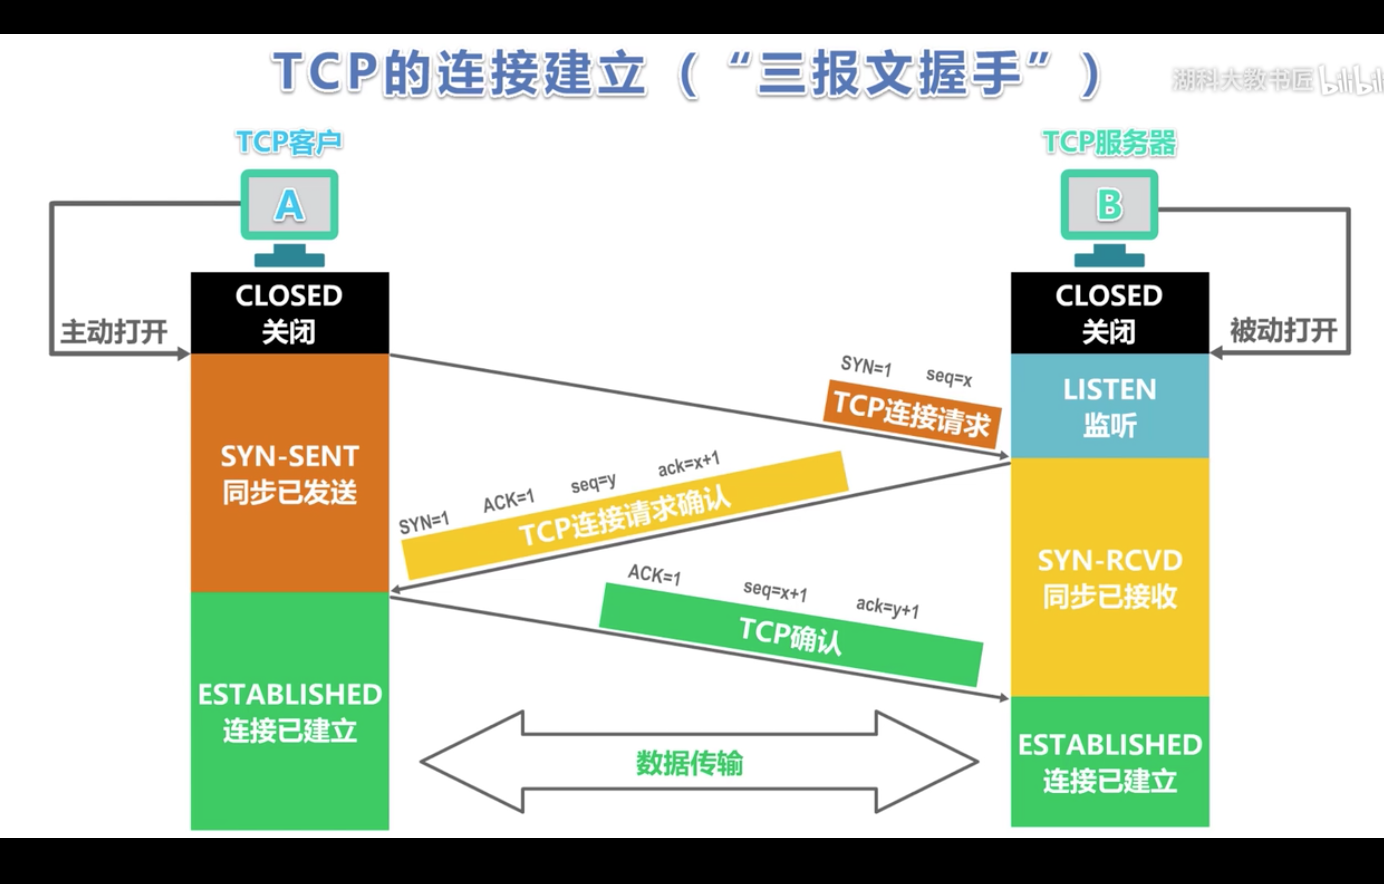 TCP的连接建立（“三报文握手”）
湖科大教书匠 bilibili
TCP客户
TCP服务器
A
B
CLOSED
关闭
CLOSED
关闭
主动打开
被动打开
SYN=1 seq=x
TCP连接请求
LISTEN
监听
SYN-SENT
同步已发送
SYN=1 ACK=1 seq=y ack=x+1
TCP连接请求确认
SYN-RCVD
同步已接收
ACK=1 seq=x+1 ack=y+1
TCP确认
ESTABLISHED
连接已建立
数据传输
ESTABLISHED
连接已建立